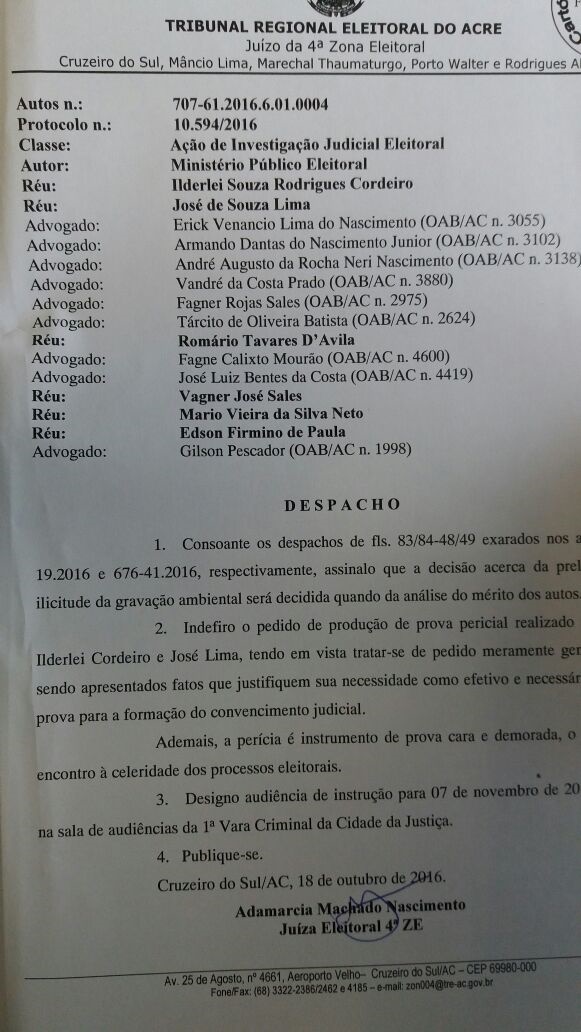 TRIBUNAL REGIONAL ELEITORAL DO ACRE
Juízo da 4ª Zona Eleitoral
Cruzeiro do Sul, Mâncio Lima, Marechal Thaumaturgo, Porto Walter e Rodrigues Al
Cartó
Autos n.: 707-61.2016.6.01.0004
Protocolo n.: 10.594/2016
Classe: Ação de Investigação Judicial Eleitoral
Autor: Ministério Público Eleitoral
Réu: Ilderlei Souza Rodrigues Cordeiro
Réu: José de Souza Lima
Advogado: Erick Venancio Lima do Nascimento (OAB/AC n. 3055)
Advogado: Armando Dantas do Nascimento Junior (OAB/AC n. 3102)
Advogado: André Augusto da Rocha Neri Nascimento (OAB/AC n. 3138)
Advogado: Vandré da Costa Prado (OAB/AC n. 3880)
Advogado: Fagner Rojas Sales (OAB/AC n. 2975)
Advogado: Tárcito de Oliveira Batista (OAB/AC n. 2624)
Réu: Romário Tavares D’Avila
Advogado: Fagne Calixto Mourão (OAB/AC n. 4600)
Advogado: José Luiz Bentes da Costa (OAB/AC n. 4419)
Réu: Vagner José Sales
Réu: Mario Vieira da Silva Neto
Réu: Edson Firmino de Paula
Advogado: Gilson Pescador (OAB/AC n. 1998)
DESPACHO
1. Consoante os despachos de fls. 83/84-48/49 exarados nos a
19.2016 e 676-41.2016, respectivamente, assinalo que a decisão acerca da prel
ilicitude da gravação ambiental será decidida quando da análise do mérito dos autos.
2. Indefiro o pedido de produção de prova pericial realizado
Ilderlei Cordeiro e José Lima, tendo em vista tratar-se de pedido meramente gen
sendo apresentados fatos que justifiquem sua necessidade como efetivo e necessár
prova para a formação do convencimento judicial.
Ademais, a perícia é instrumento de prova cara e demorada, o
encontro à celeridade dos processos eleitorais.
3. Designo audiência de instrução para 07 de novembro de 20
na sala de audiências da 1ª Vara Criminal da Cidade da Justiça.
4. Publique-se.
Cruzeiro do Sul/AC, 18 de outubro de 2016.
Adamarcia Machado Nascimento
Juíza Eleitoral 4ª ZE
Av. 25 de Agosto, nº 4661, Aeroporto Velho– Cruzeiro do Sul/AC – CEP 69980-000
Fone/Fax: (68) 3322-2386/2462 e 4185 – e-mail: zon004@tre-ac.gov.br